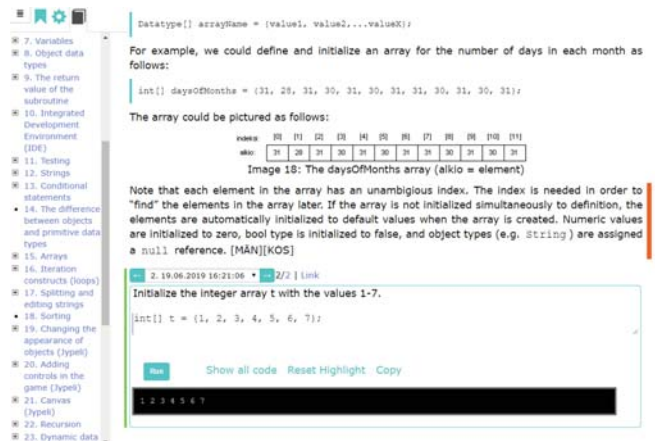 7. Variables
8. Object data
types
9. The return
value of the
subroutine
10. Integrated
Development
Environment
(IDE)
11. Testing
12. Strings
13. Conditional
statements
14. The difference
between objects
and primitive data
types
15. Arrays
16. Iteration
constructs (loops)
17. Splitting and
editing strings
18. Sorting
19. Changing the
appearance of
objects (Jypeli)
20. Adding
controls in the
game (Jypeli)
21. Canvas
(Jypeli)
22. Recursion
23. Dynamic data
Datatype[] arrayName = {value1, value2,...valueX};
For example, we could define and initialize an array for the number of days in each month as
follows:
int[] daysOfMonths = {31, 28, 31, 30, 31, 30, 31, 31, 30, 31, 30, 31};
The array could be pictured as follows:
indeksi: [0] [1] [2] [3] [4] [5] [6] [7] [8] [9] [10] [11]
alkio: 31 28 31 30 31 30 31 31 30 31 30 31
Image 18: The daysOfMonths array (alkio = element)
Note that each element in the array has an unambigious index. The index is needed in order to
"find" the elements in the array later. If the array is not initialized simultaneously to definition, the
elements are automatically initialized to default values when the array is created. Numeric values
are initialized to zero, bool type is initialized to false, and object types (e.g. String) are assigned
a null reference. [MÄN][KOS]
2. 19.06.2019 16:21:06 2/2 | Link
Initialize the integer array t with the values 1-7.
int[] t = {1, 2, 3, 4, 5, 6, 7};
Run Show all code Reset Highlight Copy
1 2 3 4 5 6 7